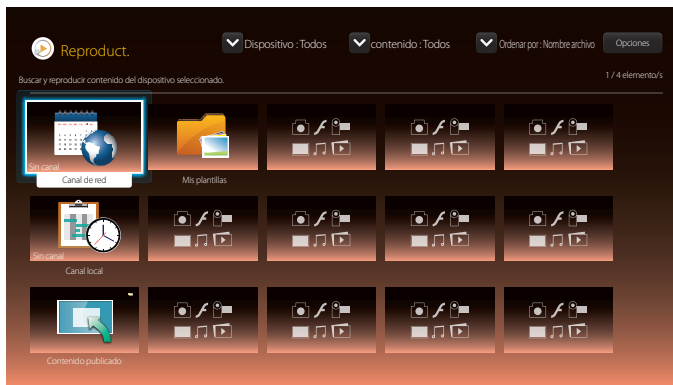 Reproduct.
Dispositivo : Todos
contenido : Todos
Ordenar por : Nombre archivo
Opciones
Buscar y reproducir contenido del dispositivo seleccionado.
1 / 4 elemento/s
Sin canal
Canal de red
Mis plantillas
Sin canal
Canal local
Contenido publicado